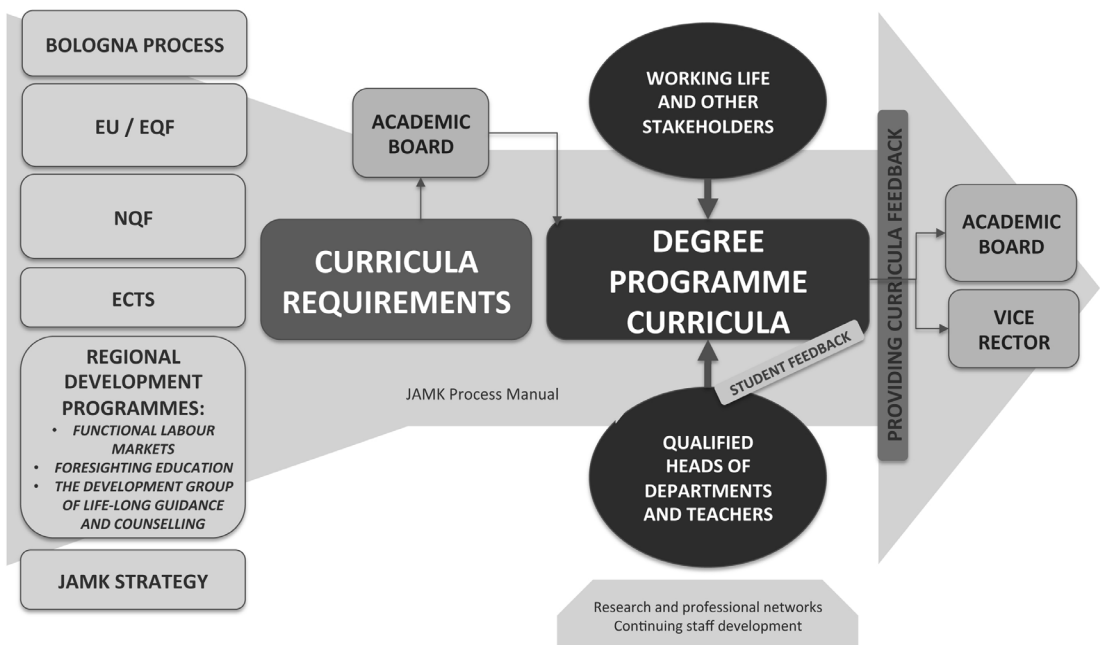 BOLOGNA PROCESS
EU / EQF
NQF
ECTS
REGIONAL
DEVELOPMENT
PROGRAMMES:
• FUNCTIONAL LABOUR
MARKETS
• FORESIGHTING EDUCATION
• THE DEVELOPMENT GROUP
OF LIFE-LONG GUIDANCE
AND COUNSELLING
JAMK STRATEGY
ACADEMIC
BOARD
CURRICULA
REQUIREMENTS
JAMK Process Manual
WORKING LIFE
AND OTHER
STAKEHOLDERS
DEGREE
PROGRAMME
CURRICULA
STUDENT FEEDBACK
QUALIFIED
HEADS OF
DEPARTMENTS
AND TEACHERS
Research and professional networks
Continuing staff development
PROVIDING CURRICULA FEEDBACK
ACADEMIC
BOARD
VICE
RECTOR